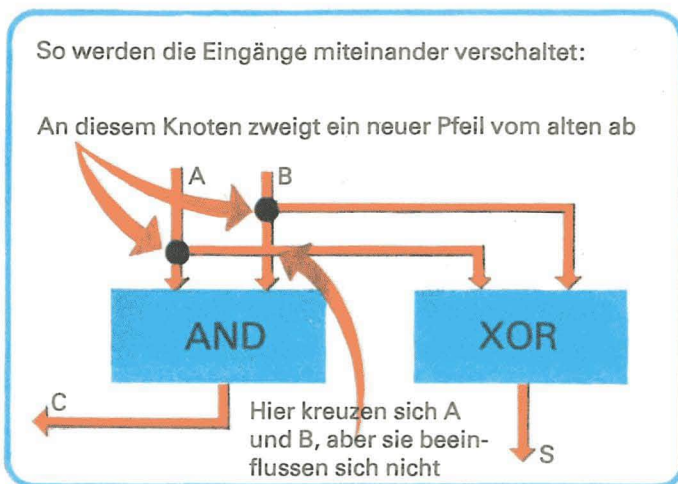 So werden die Eingänge miteinander verschaltet:
An diesem Knoten zweigt ein neuer Pfeil vom alten ab
A
B
AND
XOR
C
Hier kreuzen sich A
und B, aber sie beein-
flussen sich nicht
S